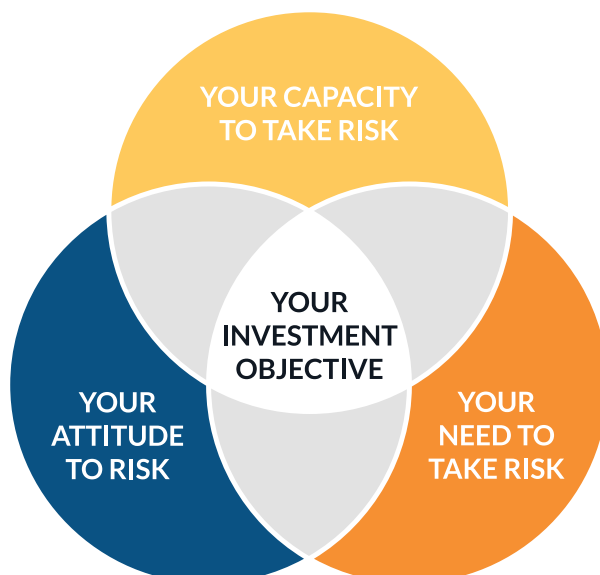 YOUR CAPACITY
TO TAKE RISK
YOUR
INVESTMENT
OBJECTIVE
YOUR
ATTITUDE
TO RISK
YOUR
NEED TO
TAKE RISK